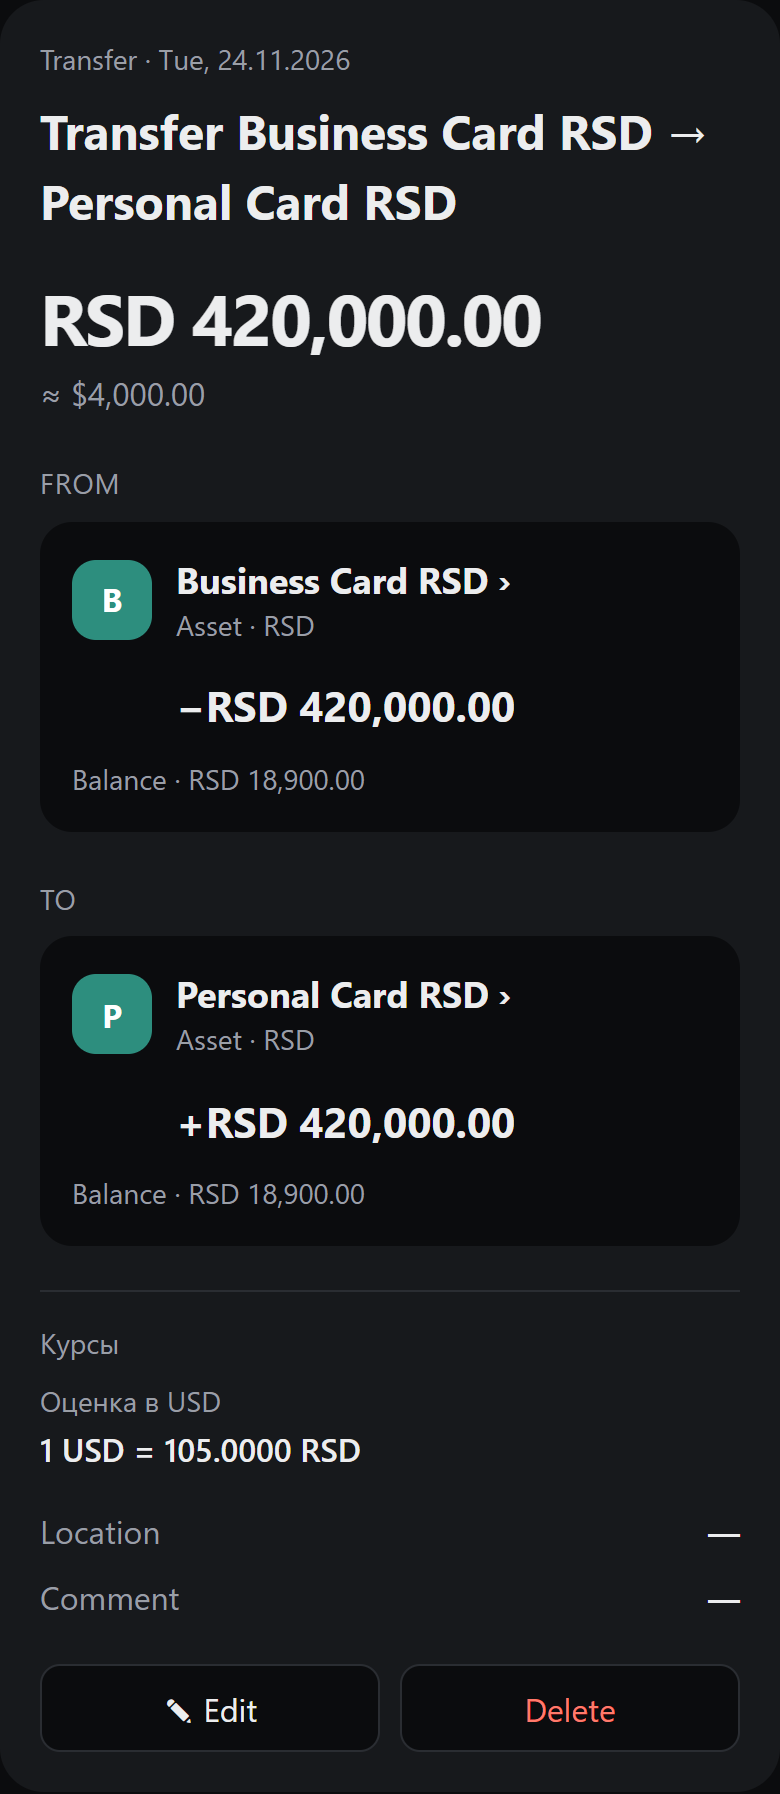 Transfer · Tue, 24.11.2026
Transfer Business Card RSD →
Personal Card RSD
RSD 420,000.00
≈ $4,000.00
FROM
B
Business Card RSD ›
Asset · RSD
−RSD 420,000.00
Balance · RSD 18,900.00
TO
P
Personal Card RSD ›
Asset · RSD
+RSD 420,000.00
Balance · RSD 18,900.00
Курсы
Оценка в USD
1 USD = 105.0000 RSD
Location —
Comment —
✏ Edit
Delete